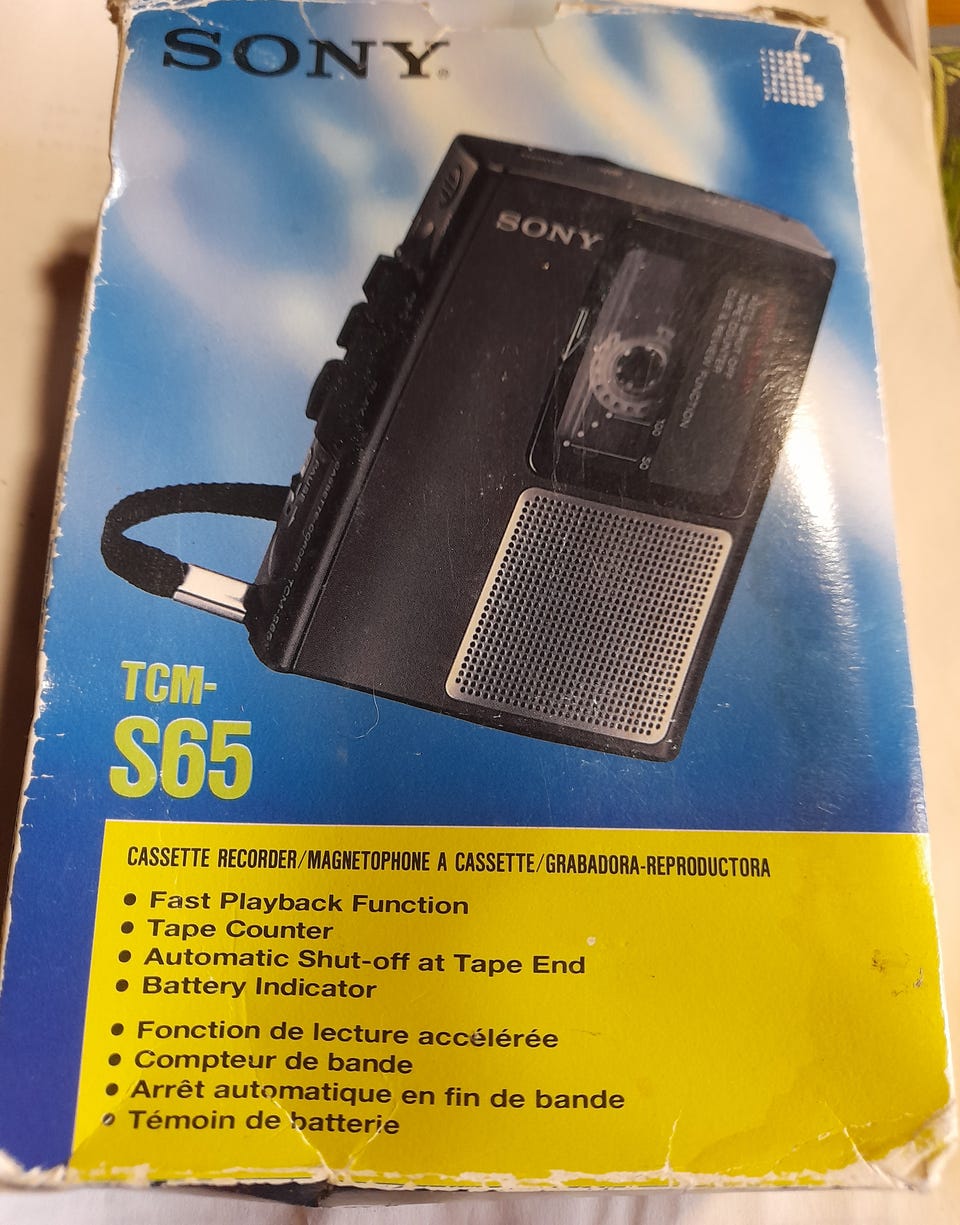 SONY®
SONY
TCM-
S65
CASSETTE RECORDER/MAGNETOPHONE A CASSETTE/GRABADORA-REPRODUCTORA
• Fast Playback Function
• Tape Counter
• Automatic Shut-off at Tape End
• Battery Indicator
• Fonction de lecture accélérée
• Compteur de bande
• Arrêt automatique en fin de bande
• Témoin de batterie